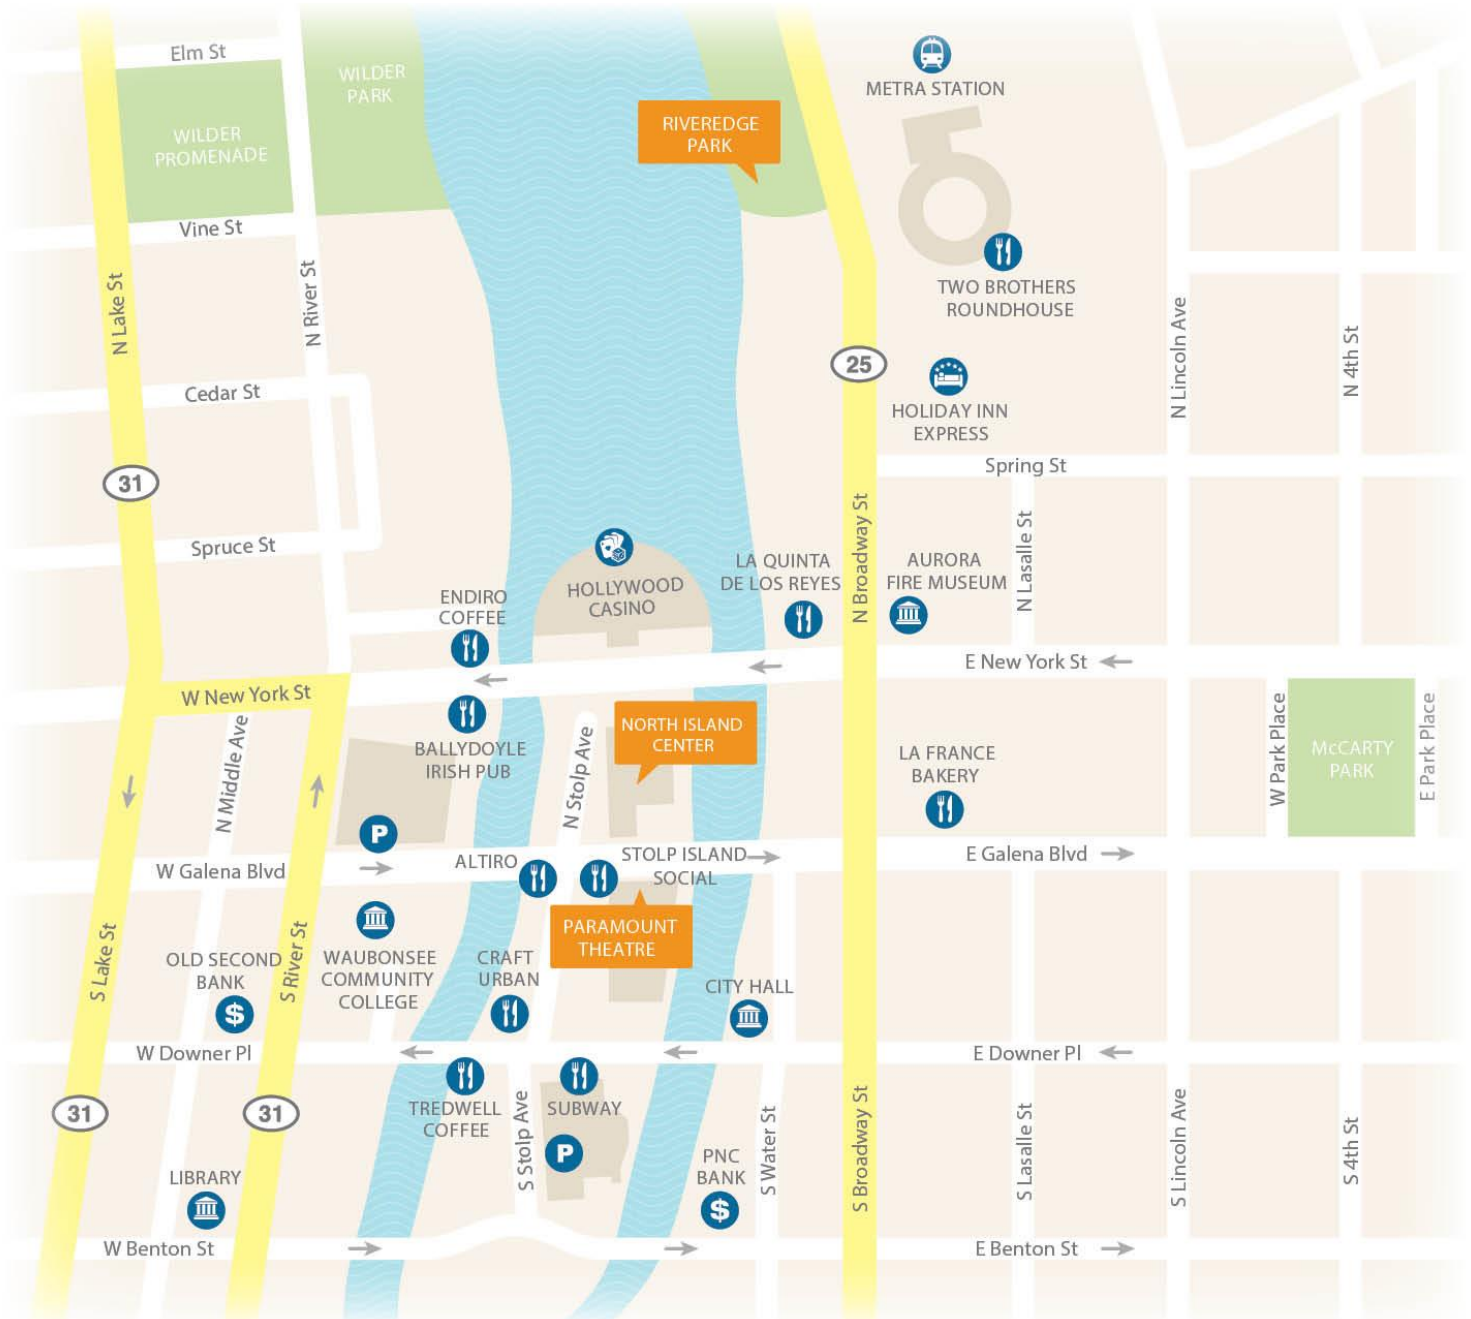 Elm St
WILDER
PARK
METRA STATION
RIVEREDGE
PARK
WILDER
PROMENADE
Vine St
TWO BROTHERS
ROUNDHOUSE
N Lake St
N River St
N Lincoln Ave
N 4th St
25
Cedar St
HOLIDAY INN
EXPRESS
Spring St
31
Spruce St
N Broadway St
N Lasalle St
LA QUINTA
DE LOS REYES
AURORA
FIRE MUSEUM
HOLLYWOOD
CASINO
ENDIRO
COFFEE
E New York St
W New York St
NORTH ISLAND
CENTER
W Park Place
McCARTY
PARK
E Park Place
BALLYDOYLE
IRISH PUB
N Middle Ave
N Stolp Ave
LA FRANCE
BAKERY
P
W Galena Blvd
ALTIRO
STOLP ISLAND
SOCIAL
E Galena Blvd
PARAMOUNT
THEATRE
S Lake St
S River St
OLD SECOND
BANK
$
WAUBONSEE
COMMUNITY
COLLEGE
CRAFT
URBAN
CITY HALL
W Downer Pl
E Downer Pl
31
31
TREDWELL
COFFEE
SUBWAY
S Stolp Ave
P
S Water St
S Broadway St
S Lasalle St
S Lincoln Ave
S 4th St
PNC
BANK
$
LIBRARY
W Benton St
E Benton St